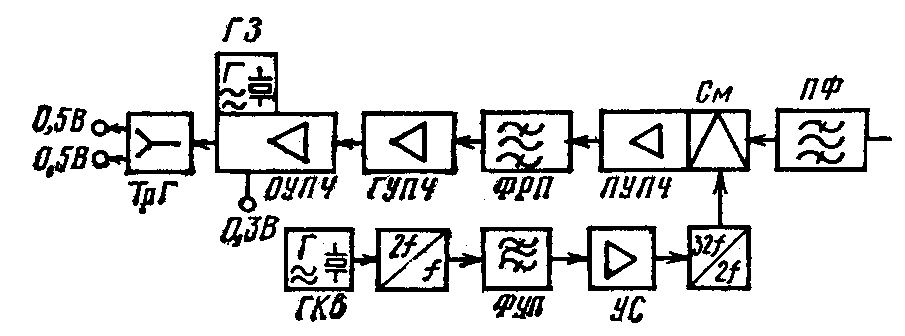 ГЗ
Г
0,5В
0,5В
ТрГ
ОУПЧ
0,3В
ГУПЧ
ФРП
ПУПЧ
См
ПФ
Г
ГКВ
2f
f
ФУП
УС
32f
2f